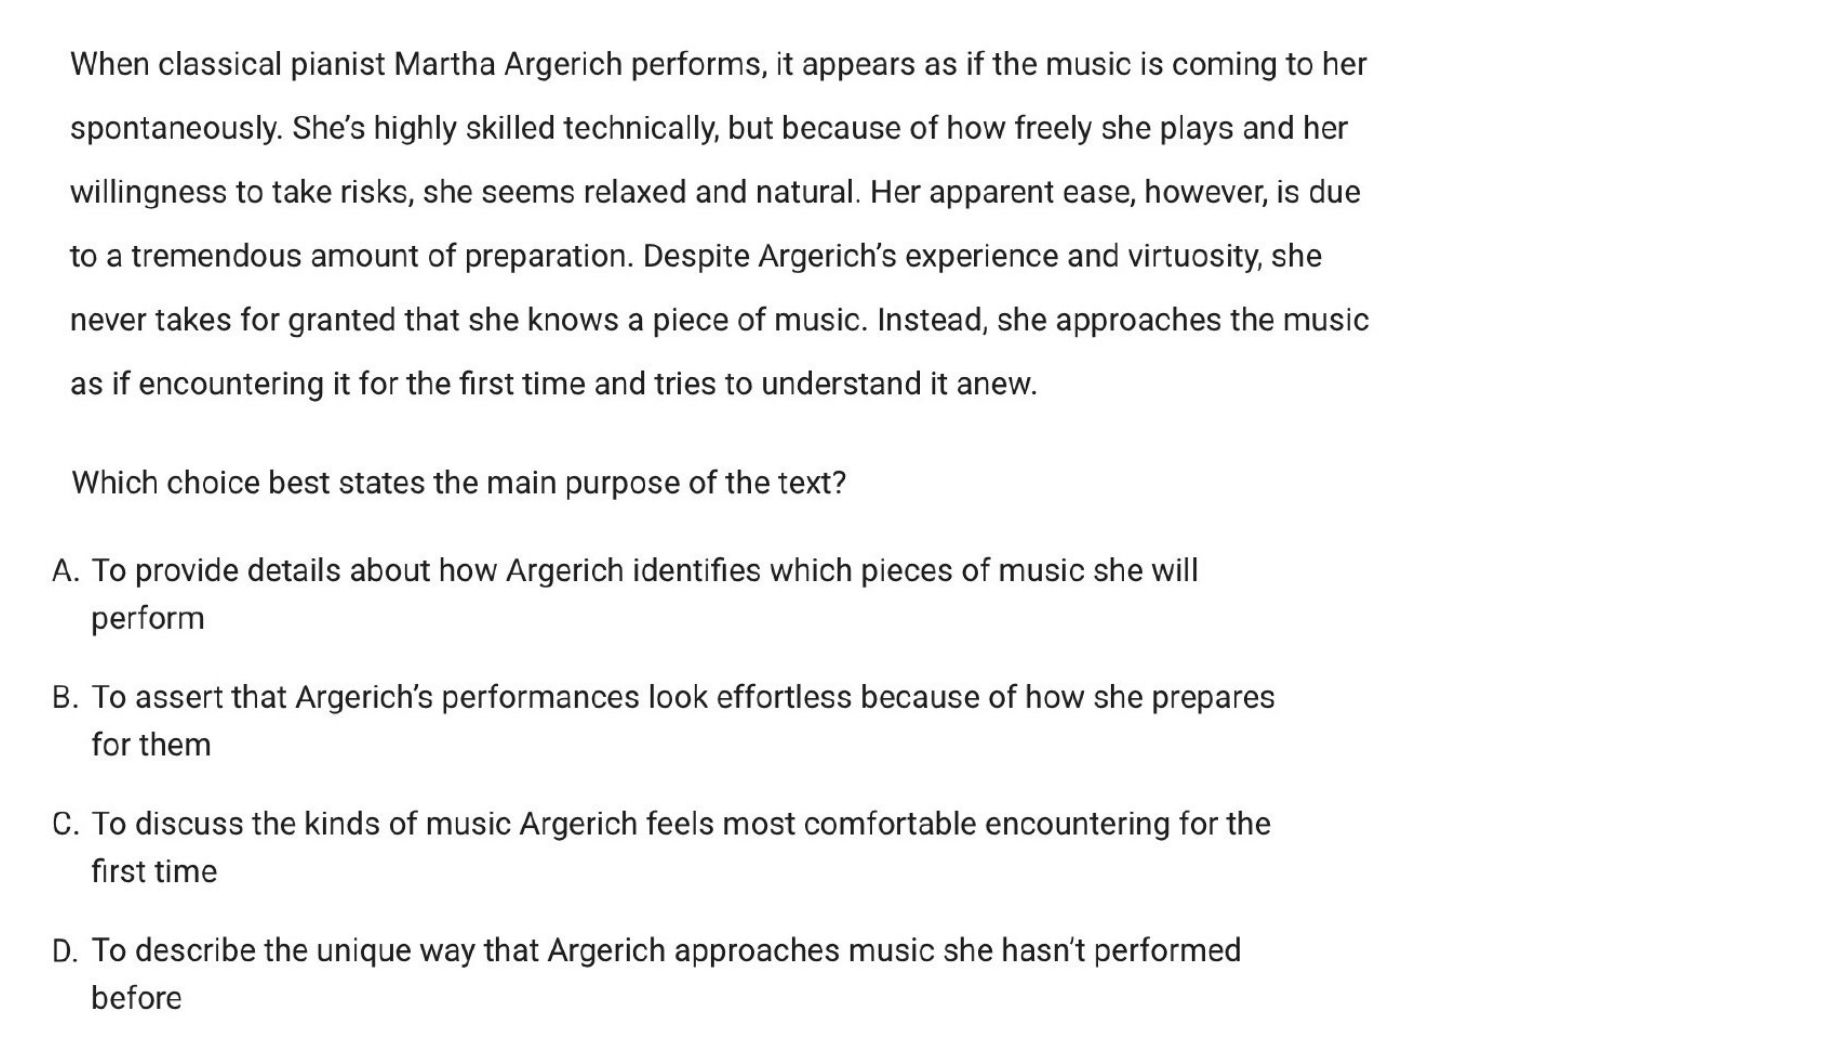 When classical pianist Martha Argerich performs, it appears as if the music is coming to her
spontaneously. She’s highly skilled technically, but because of how freely she plays and her
willingness to take risks, she seems relaxed and natural. Her apparent ease, however, is due
to a tremendous amount of preparation. Despite Argerich’s experience and virtuosity, she
never takes for granted that she knows a piece of music. Instead, she approaches the music
as if encountering it for the first time and tries to understand it anew.
Which choice best states the main purpose of the text?
A. To provide details about how Argerich identifies which pieces of music she will
perform
B. To assert that Argerich’s performances look effortless because of how she prepares
for them
C. To discuss the kinds of music Argerich feels most comfortable encountering for the
first time
D. To describe the unique way that Argerich approaches music she hasn’t performed
before